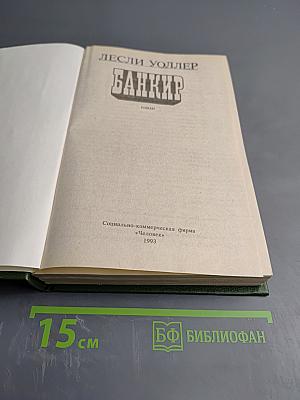 ЛЕСЛИ УОЛЛЕР
БАНКИР
РОМАН
Социально-коммерческая фирма
«Человек»
1993
15 см
БФ БИБЛИОФАН